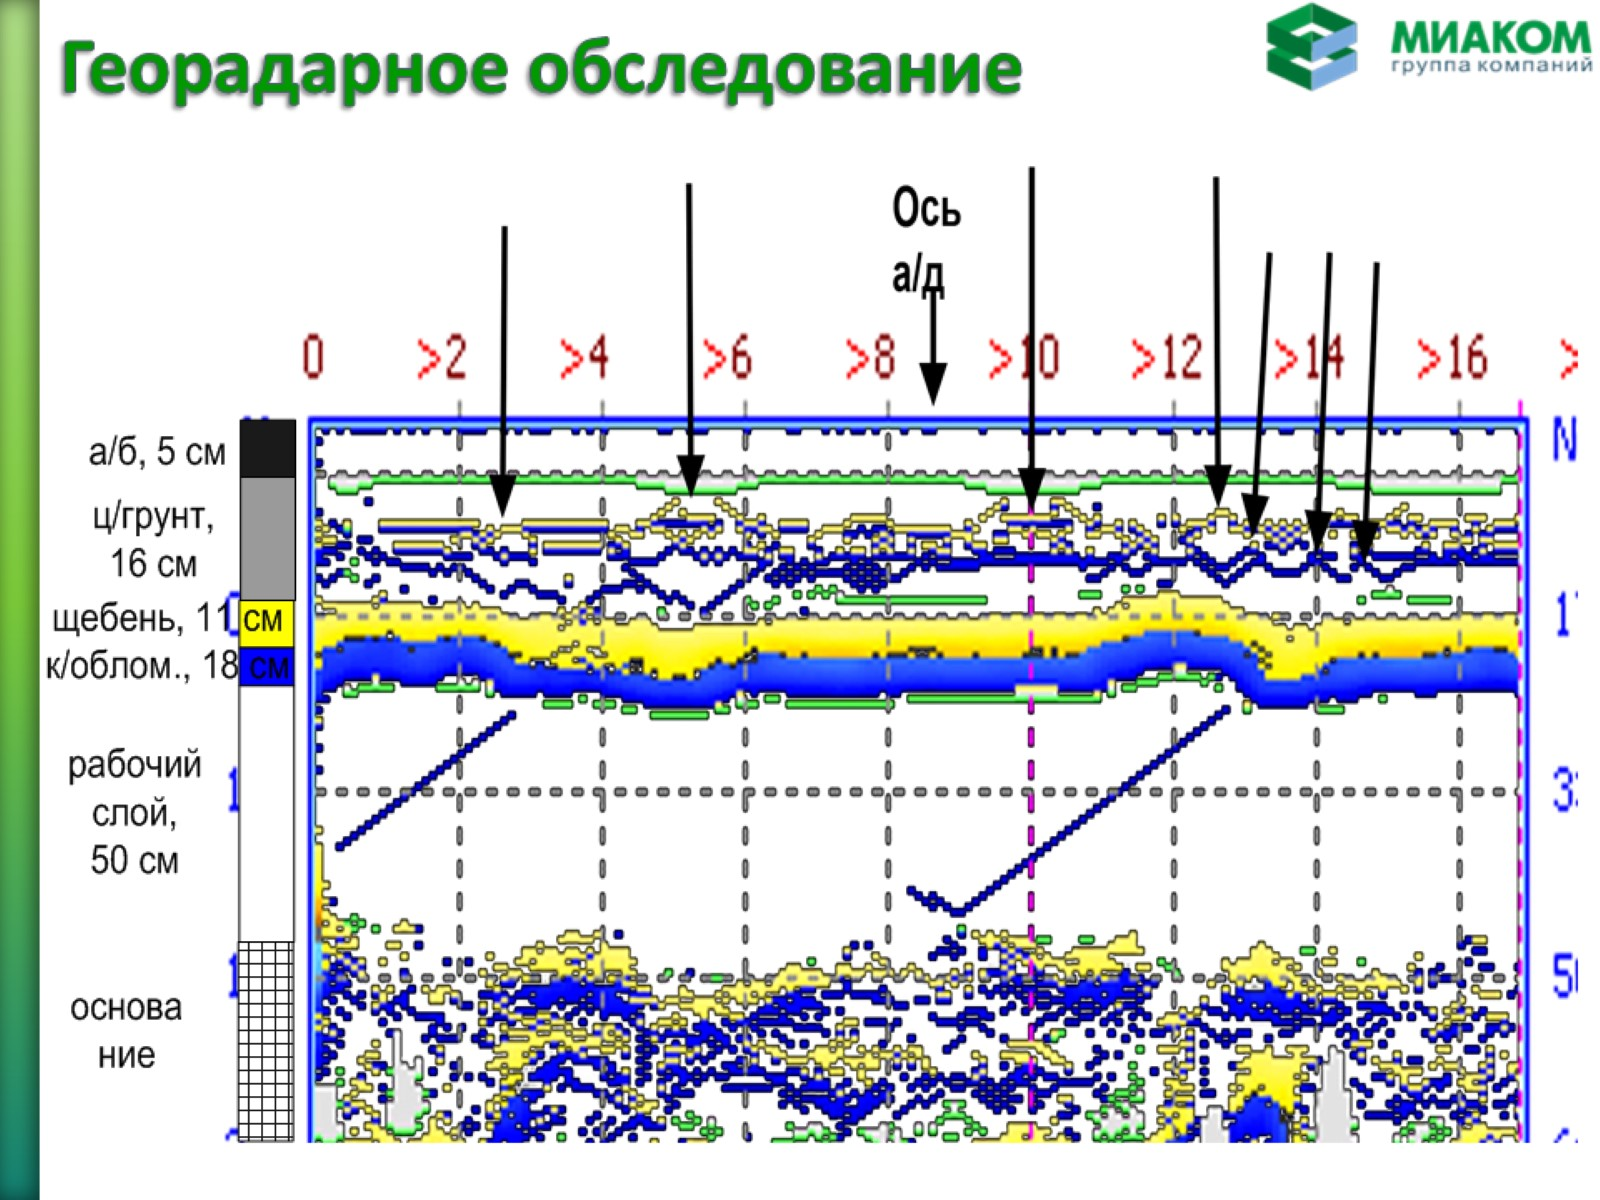 Георадарное обследование
МИАКОМ
группа компаний
Ось
а/д
0 >2 >4 >6 >8 >10 >12 >14 >16 >
а/б, 5 см
N
ц/грунт,
16 см
щебень, 11 см
к/облом., 18 см
рабочий
слой,
50 см
основа
ние